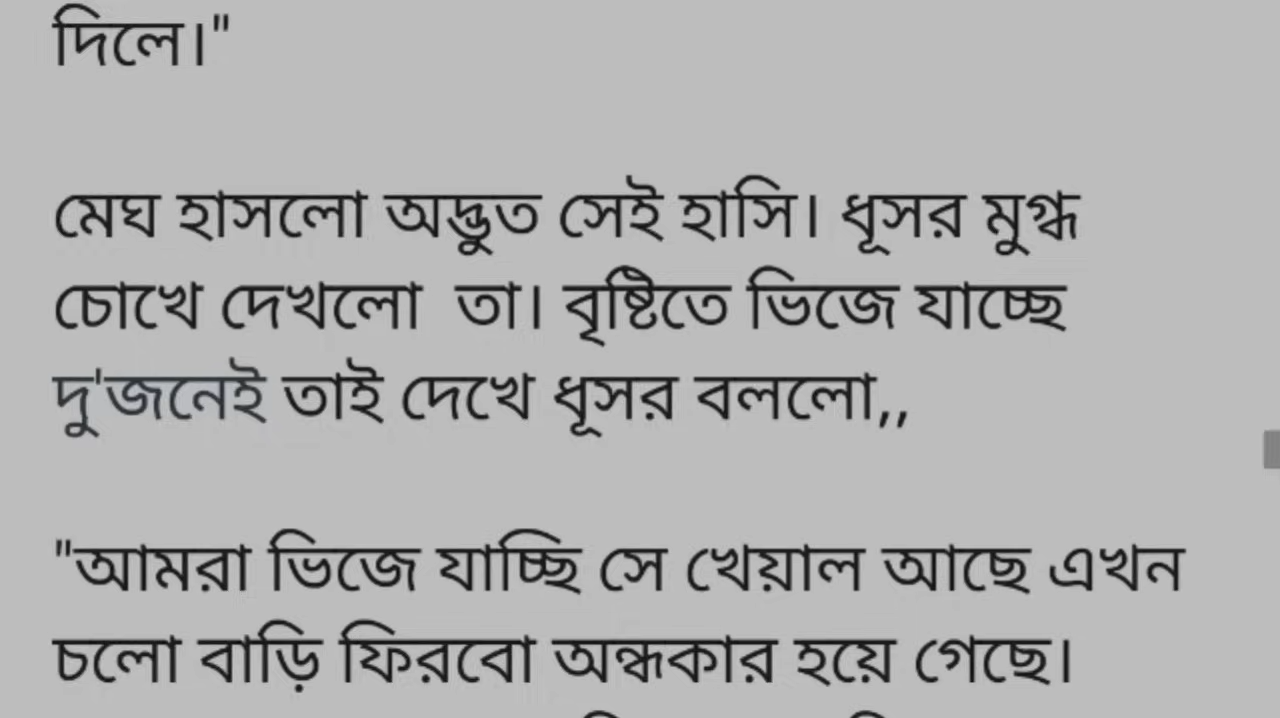 দিলে।"
মেঘ হাসলো অদ্ভুত সেই হাসি। ধূসর মুগ্ধ
চোখে দেখলো তা। বৃষ্টিতে ভিজে যাচ্ছে
দু'জনেই তাই দেখে ধূসর বললো,,
"আমরা ভিজে যাচ্ছি সে খেয়াল আছে এখন
চলো বাড়ি ফিরবো অন্ধকার হয়ে গেছে।